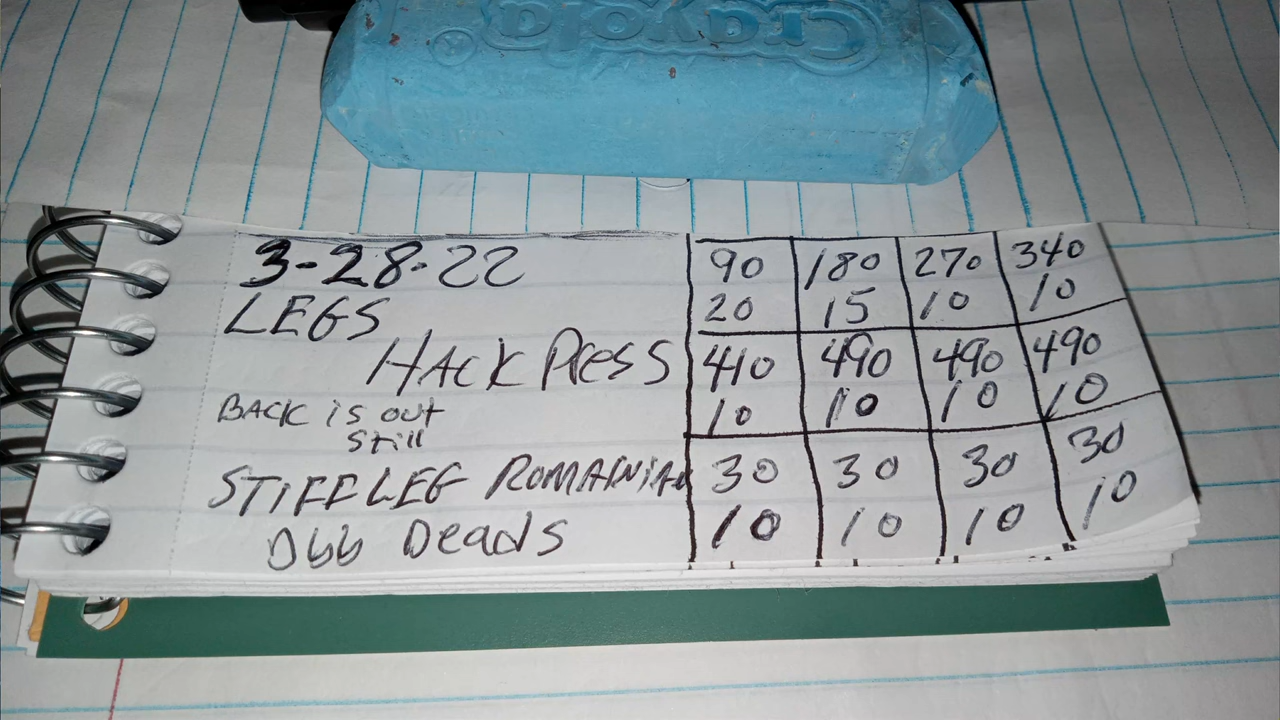 Crayola
3-28-22
90 180 270 340
LEGS
20 15 10 10
HACK Press
410 490 490 490
BACK is out
10 10 10 10
Still
STIFF LEG ROMAINIAN
30 30 30 30
Dbb Deads
10 10 10 10